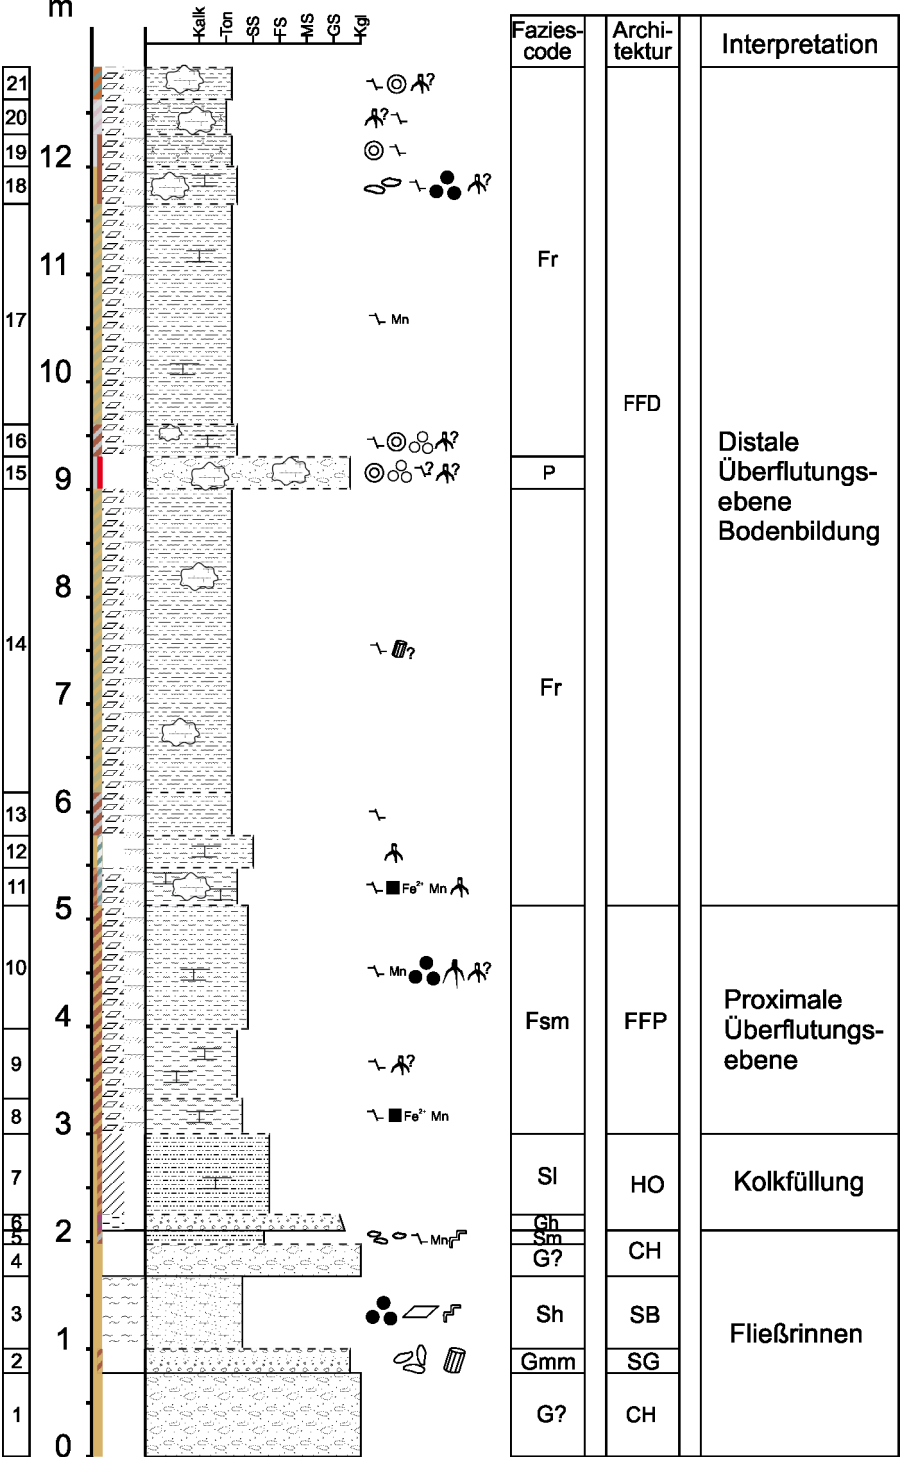 m
Kalk
Ton
SS
FS
MS
GS
Kgl
Fazies-
code
Archi-
tektur
Interpretation
21
?
20
?
12
19
18
?
11
Fr
17
Mn
10
FFD
16
?
Distale
Überflutungs-
ebene
Bodenbildung
9
15
? ?
P
8
14
?
7
Fr
6
13
12
11
Fe²⁺ Mn
5
10
Mn ?
4
Fsm
FFP
Proximale
Überflutungs-
ebene
9
?
8
Fe²⁺ Mn
3
7
Sl
HO
Kolkfüllung
6
Gh
2
5
Mn
Sm
4
G?
CH
3
Sh
SB
Fließrinnen
1
2
Gmm
SG
1
G?
CH
0